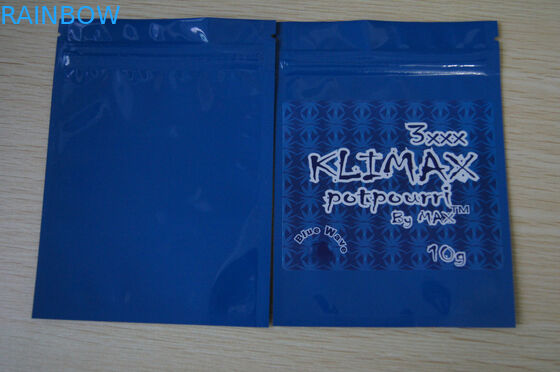 RAINBOW
3xxx
KLIMAX
potpourri
By MAX™
Blue Wave
10g